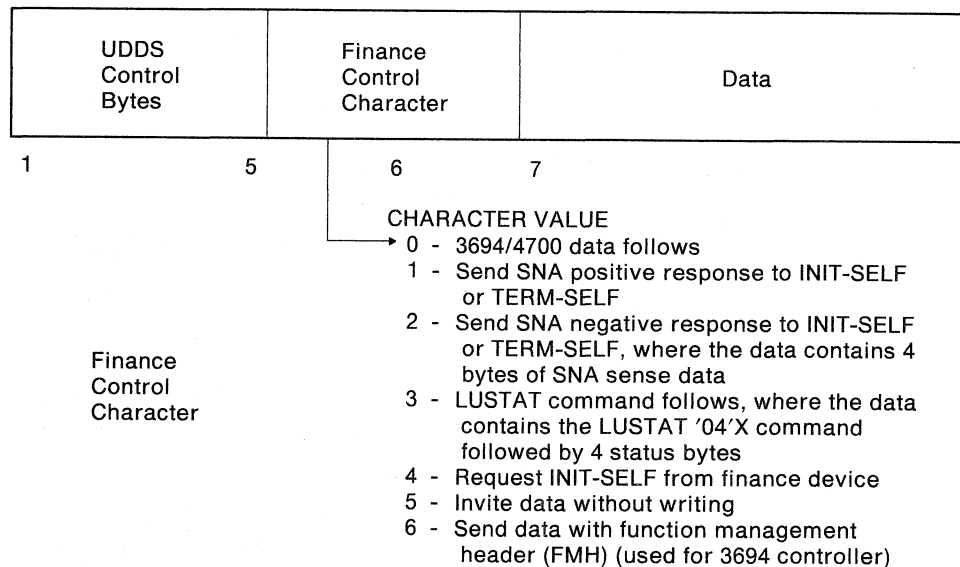 UDDS
Control
Bytes
Finance
Control
Character
Data
1 5 6 7
CHARACTER VALUE
0 - 3694/4700 data follows
1 - Send SNA positive response to INIT-SELF
or TERM-SELF
2 - Send SNA negative response to INIT-SELF
or TERM-SELF, where the data contains 4
bytes of SNA sense data
3 - LUSTAT command follows, where the data
contains the LUSTAT '04'X command
followed by 4 status bytes
4 - Request INIT-SELF from finance device
5 - Invite data without writing
6 - Send data with function management
header (FMH) (used for 3694 controller)
Finance
Control
Character